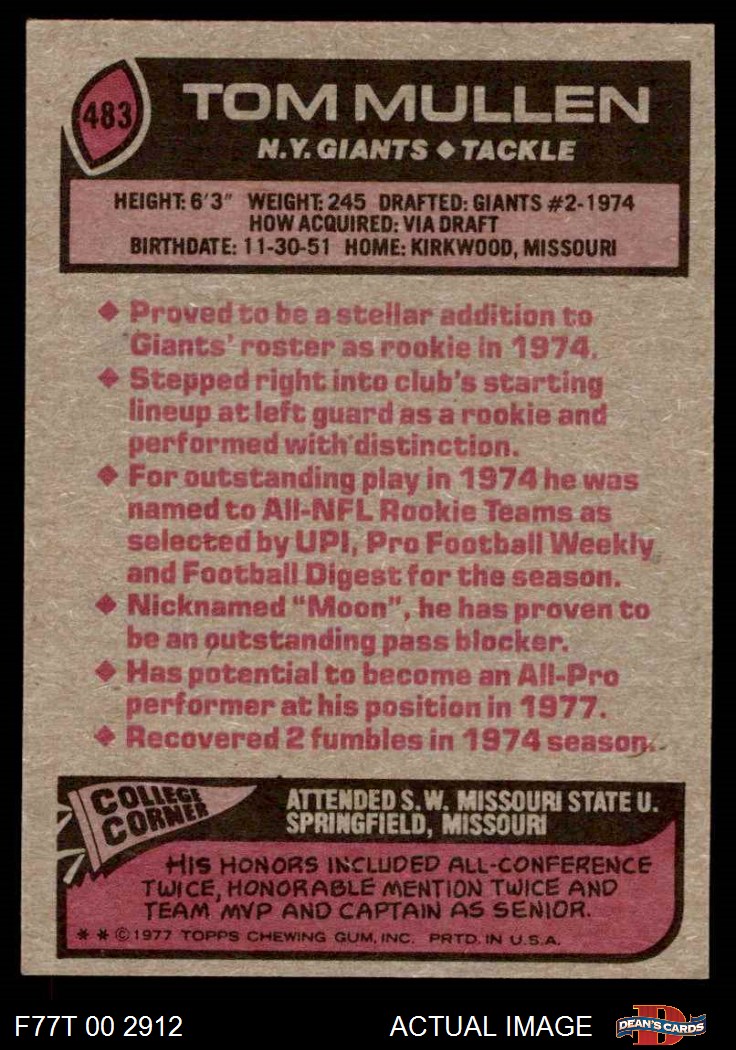 483
TOM MULLEN
N.Y. GIANTS ◆ TACKLE
HEIGHT: 6'3" WEIGHT: 245 DRAFTED: GIANTS #2-1974
HOW ACQUIRED: VIA DRAFT
BIRTHDATE: 11-30-51 HOME: KIRKWOOD, MISSOURI
◆ Proved to be a stellar addition to
Giants' roster as rookie in 1974.
◆ Stepped right into club's starting
lineup at left guard as a rookie and
performed with distinction.
◆ For outstanding play in 1974 he was
named to All-NFL Rookie Teams as
selected by UPI, Pro Football Weekly
and Football Digest for the season.
◆ Nicknamed "Moon", he has proven to
be an outstanding pass blocker.
◆ Has potential to become an All-Pro
performer at his position in 1977.
◆ Recovered 2 fumbles in 1974 season.
COLLEGE
CORNER
ATTENDED S.W. MISSOURI STATE U.
SPRINGFIELD, MISSOURI
HIS HONORS INCLUDED ALL-CONFERENCE
TWICE, HONORABLE MENTION TWICE AND
TEAM MVP AND CAPTAIN AS SENIOR.
* * © 1977 TOPPS CHEWING GUM, INC. PRTD. IN U.S.A.
F77T 00 2912
ACTUAL IMAGE
D
DEAN'S CARDS